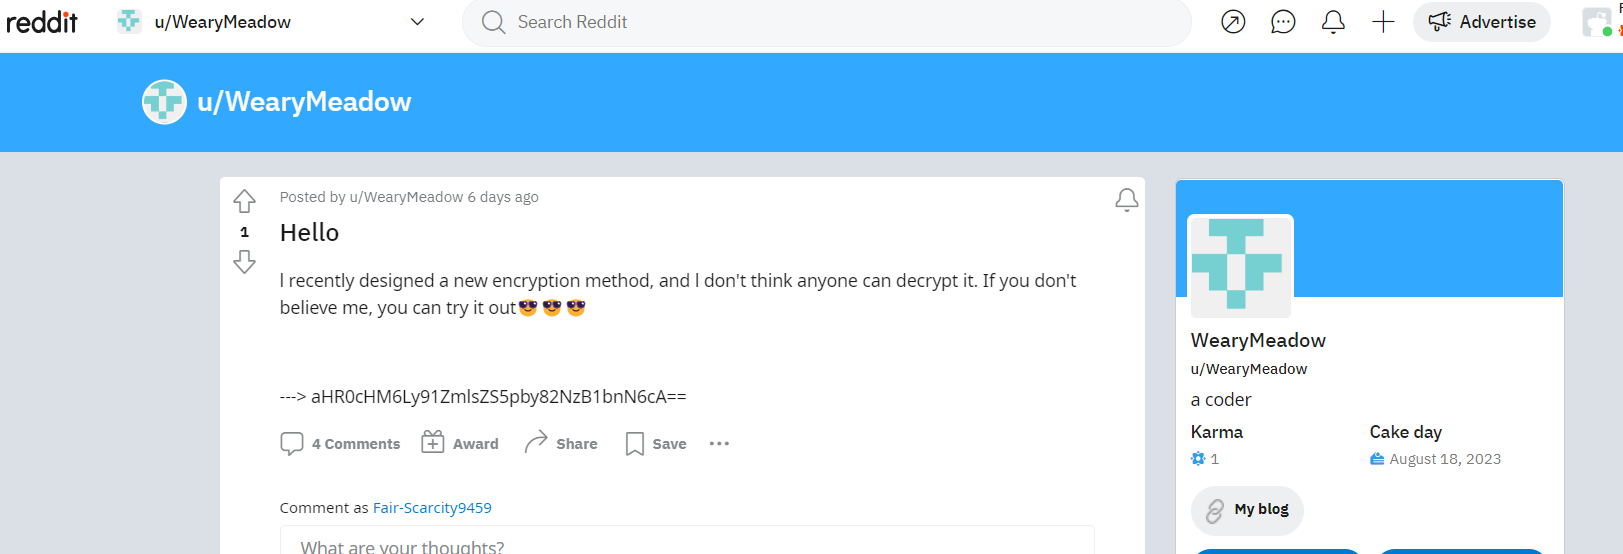 reddit
u/WearyMeadow
Search Reddit
Advertise
u/WearyMeadow
Posted by u/WearyMeadow 6 days ago
1
Hello
I recently designed a new encryption method, and I don't think anyone can decrypt it. If you don't
believe me, you can try it out😎😎😎
---> aHR0cHM6Ly91ZmlsZS5pby82NzB1bnN6cA==
4 Comments
Award
Share
Save
Comment as Fair-Scarcity9459
What are your thoughts?
WearyMeadow
u/WearyMeadow
a coder
Karma
Cake day
1
August 18, 2023
My blog